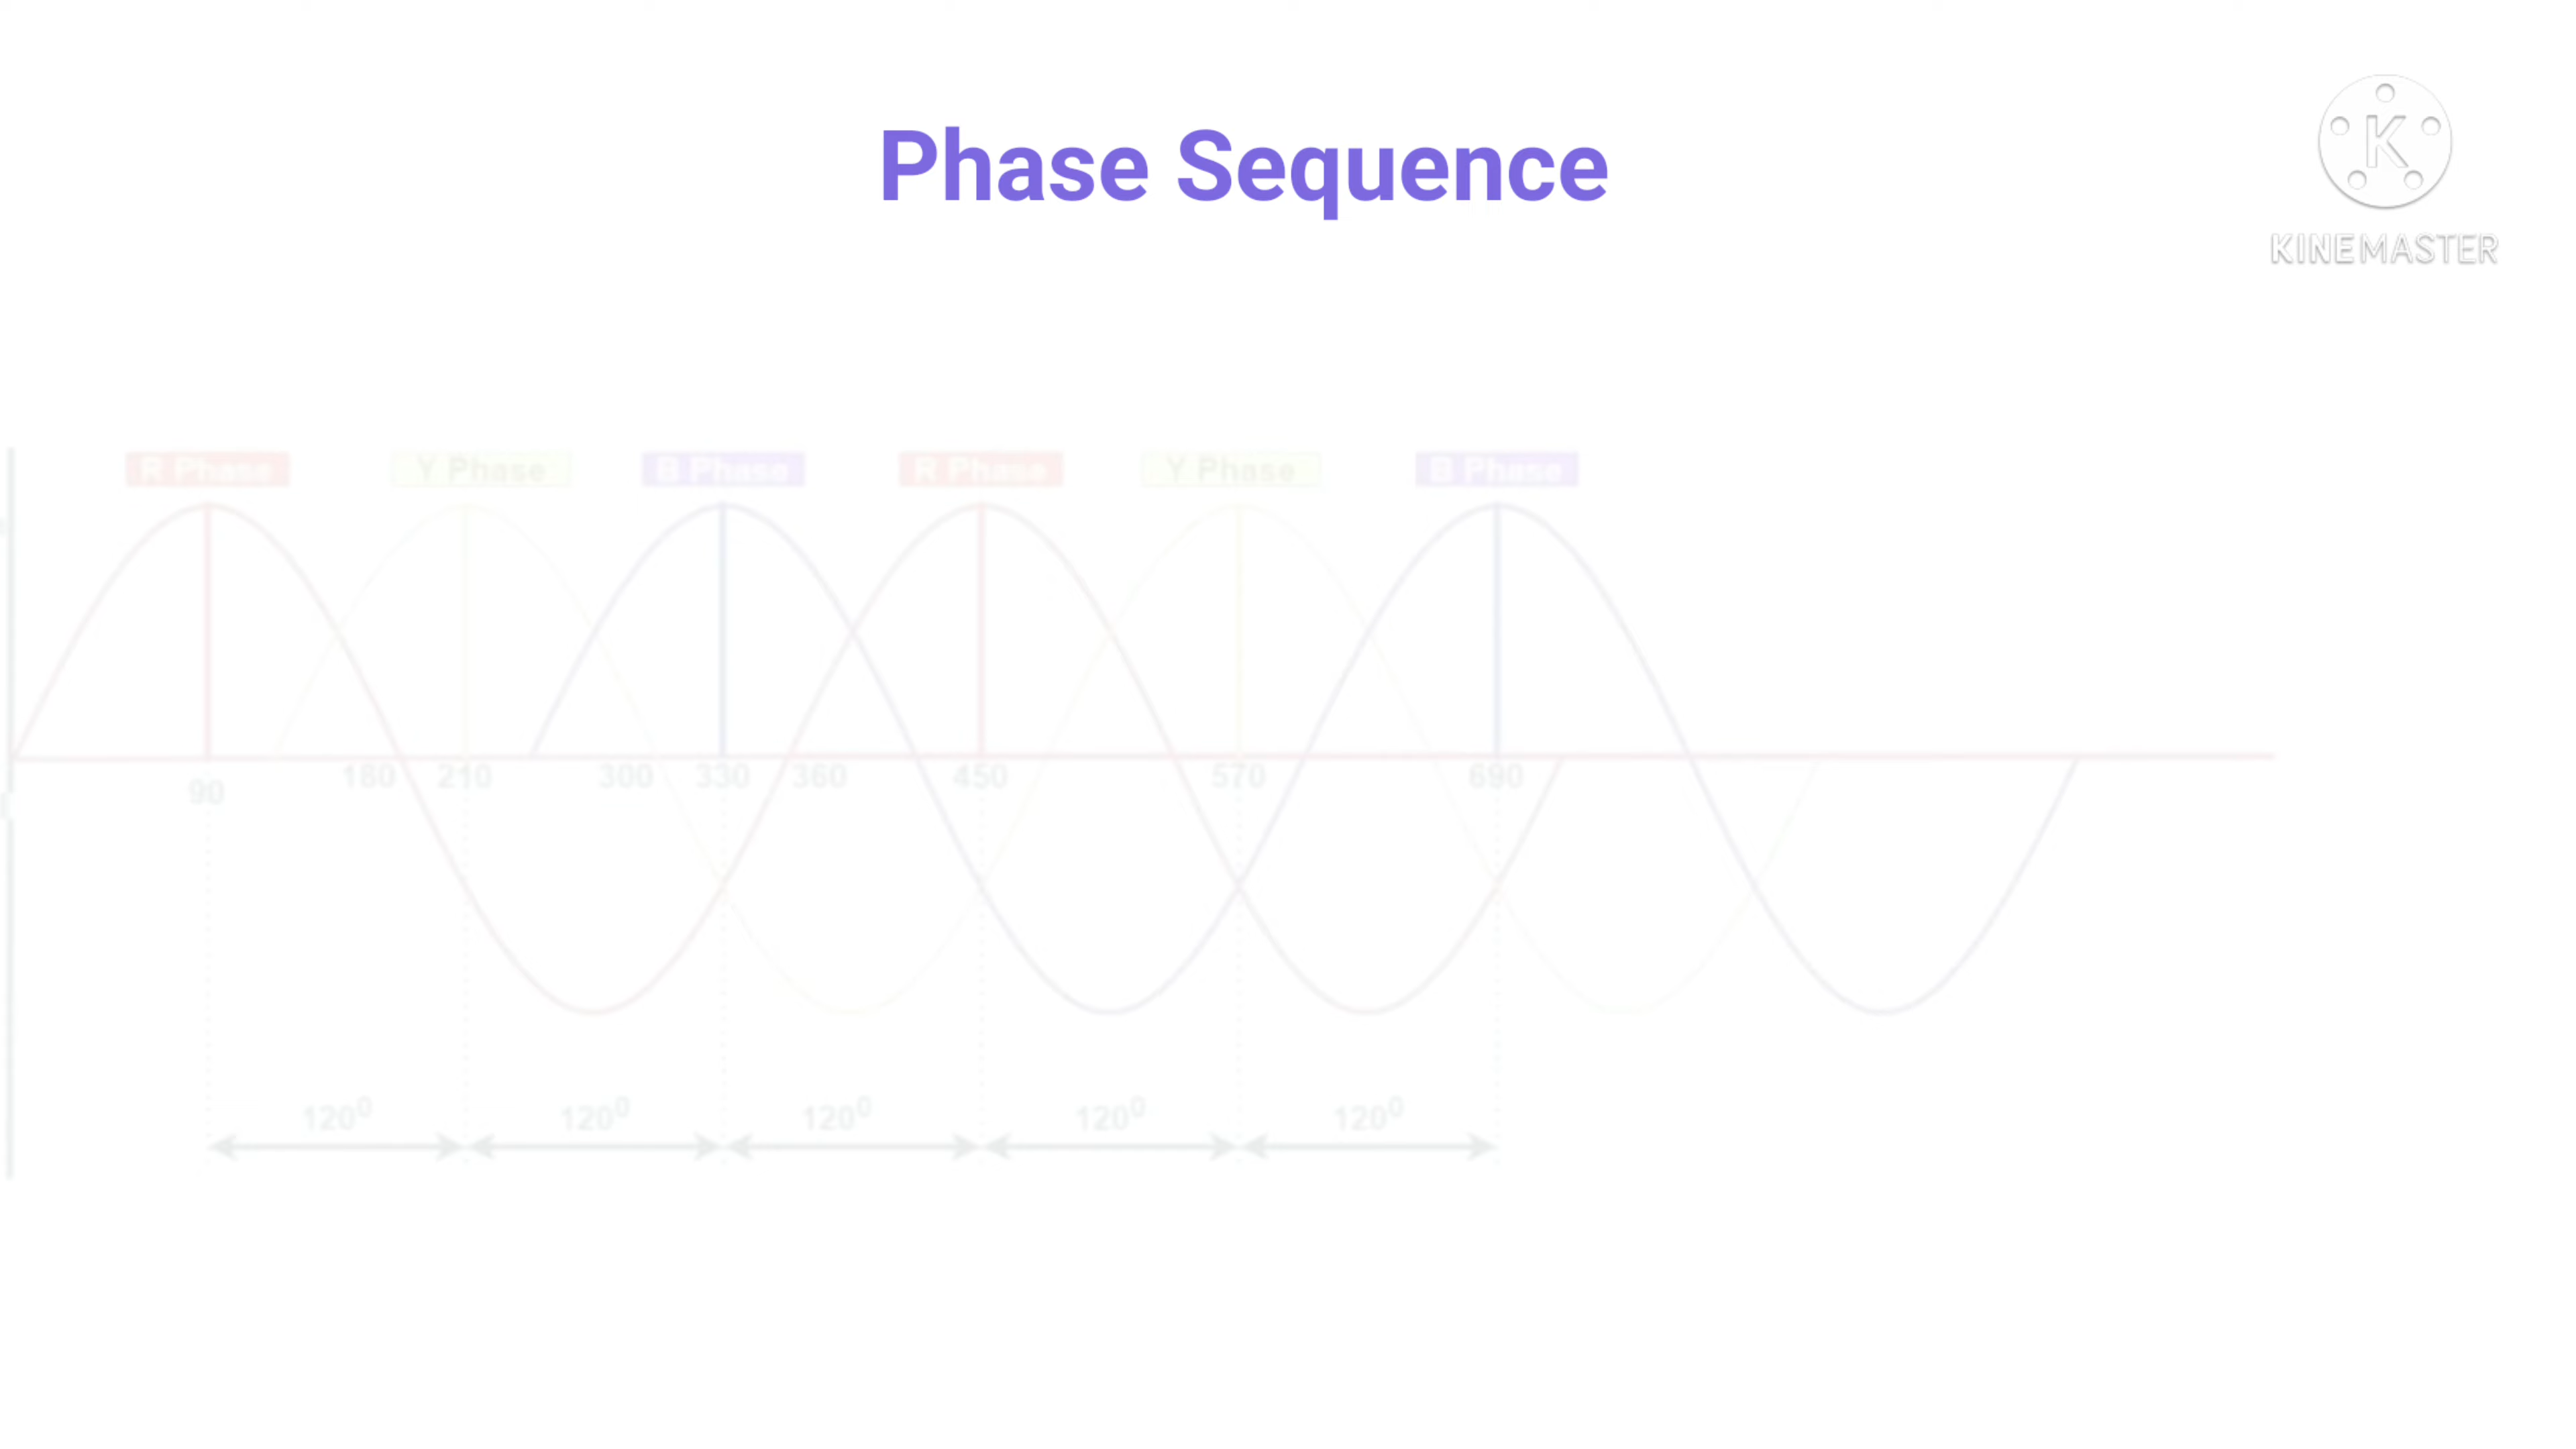 Phase Sequence
K
KINEMASTER
R Phase Y Phase B Phase R Phase Y Phase B Phase
90 180 210 300 330 360 450 570 690
120⁰ 120⁰ 120⁰ 120⁰ 120⁰